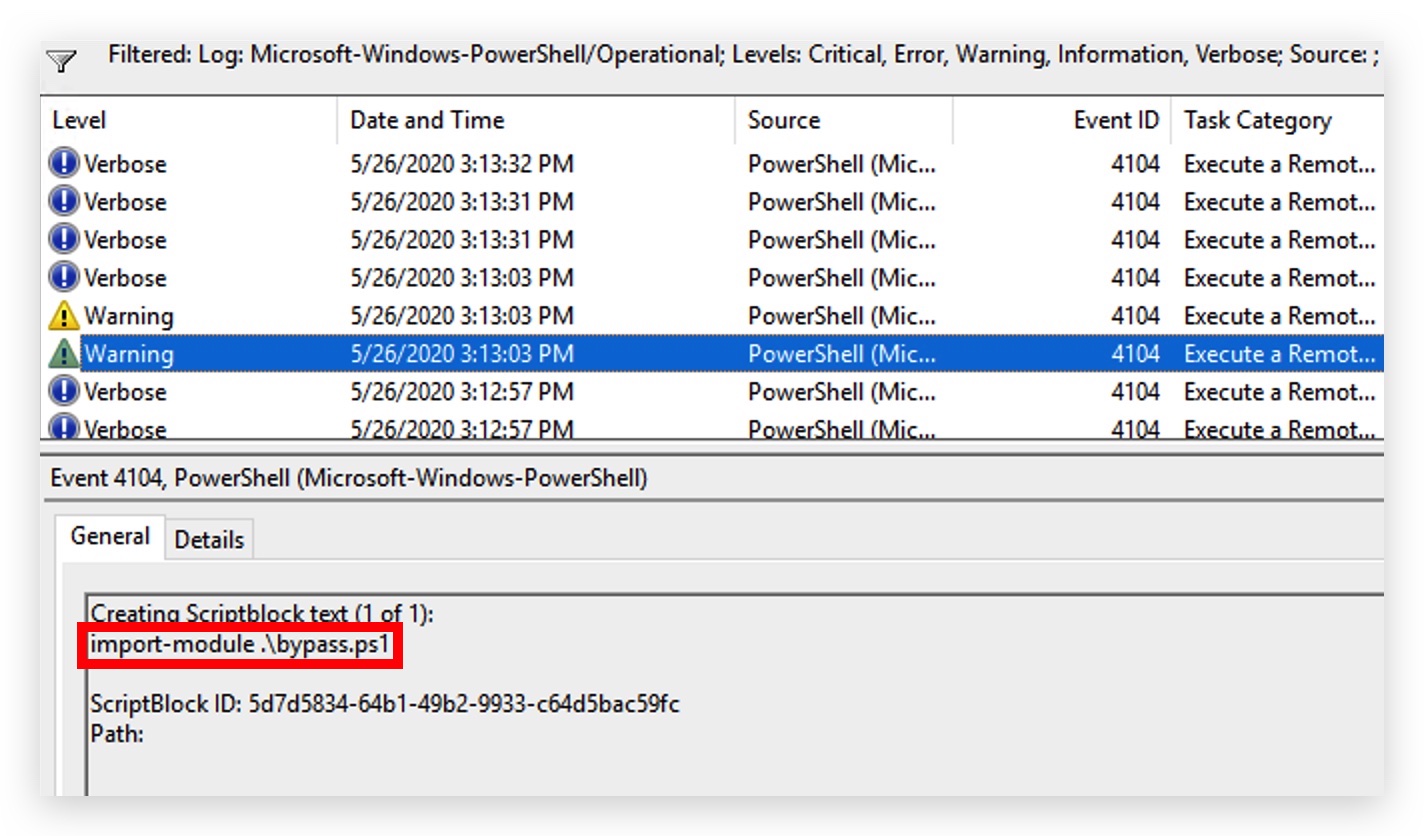 Filtered: Log: Microsoft-Windows-PowerShell/Operational; Levels: Critical, Error, Warning, Information, Verbose; Source: ;
Level Date and Time Source Event ID Task Category
Verbose 5/26/2020 3:13:32 PM PowerShell (Mic... 4104 Execute a Remot...
Verbose 5/26/2020 3:13:31 PM PowerShell (Mic... 4104 Execute a Remot...
Verbose 5/26/2020 3:13:31 PM PowerShell (Mic... 4104 Execute a Remot...
Verbose 5/26/2020 3:13:03 PM PowerShell (Mic... 4104 Execute a Remot...
Warning 5/26/2020 3:13:03 PM PowerShell (Mic... 4104 Execute a Remot...
Warning 5/26/2020 3:13:03 PM PowerShell (Mic... 4104 Execute a Remot...
Verbose 5/26/2020 3:12:57 PM PowerShell (Mic... 4104 Execute a Remot...
Verbose 5/26/2020 3:12:57 PM PowerShell (Mic... 4104 Execute a Remot...
Event 4104, PowerShell (Microsoft-Windows-PowerShell)
General Details
Creating Scriptblock text (1 of 1):
import-module .\bypass.ps1
ScriptBlock ID: 5d7d5834-64b1-49b2-9933-c64d5bac59fc
Path: